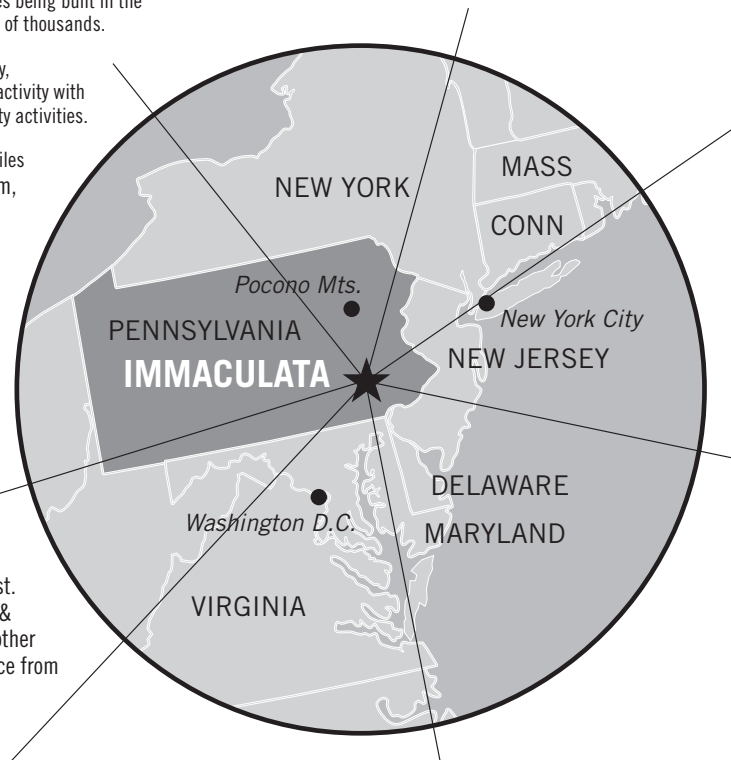 es being built in the
of thousands.
y,
activity with
ty activities.
iles
m,
NEW YORK
MASS
CONN
Pocono Mts.
New York City
PENNSYLVANIA
NEW JERSEY
IMMACULATA
DELAWARE
Washington D.C.
MARYLAND
VIRGINIA
st.
&
other
ce from